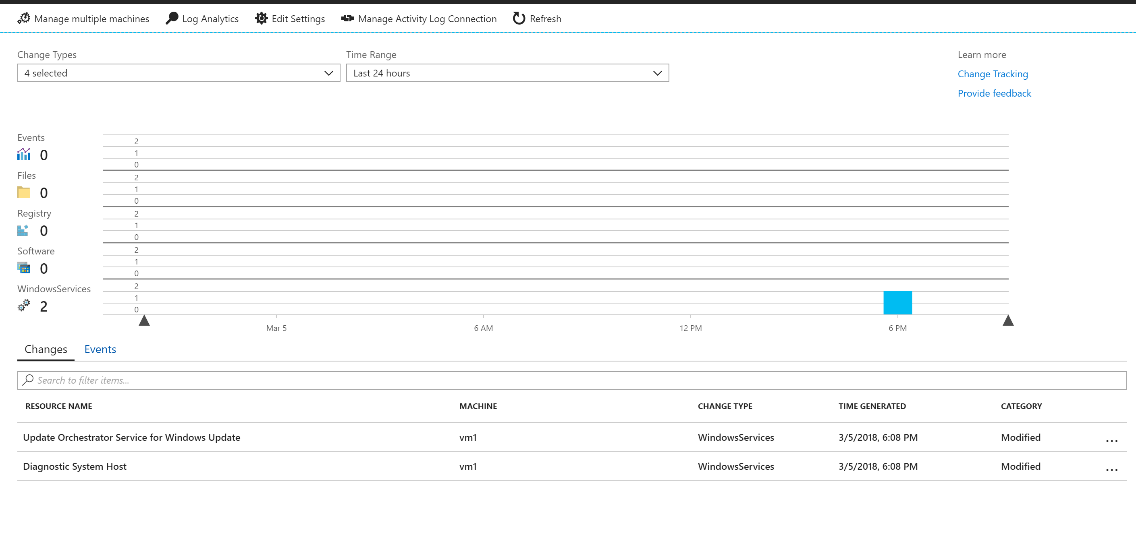 Manage multiple machines Log Analytics Edit Settings Manage Activity Log Connection Refresh
Change Types Time Range Learn more
4 selected Last 24 hours Change Tracking
Provide feedback
Events
0
2
1
0
Files
0
2
1
0
Registry
0
2
1
0
Software
0
2
1
0
WindowsServices
2
2
1
0
Mar 5 6 AM 12 PM 6 PM
Changes Events
Search to filter items...
RESOURCE NAME MACHINE CHANGE TYPE TIME GENERATED CATEGORY
Update Orchestrator Service for Windows Update vm1 WindowsServices 3/5/2018, 6:08 PM Modified ...
Diagnostic System Host vm1 WindowsServices 3/5/2018, 6:08 PM Modified ...